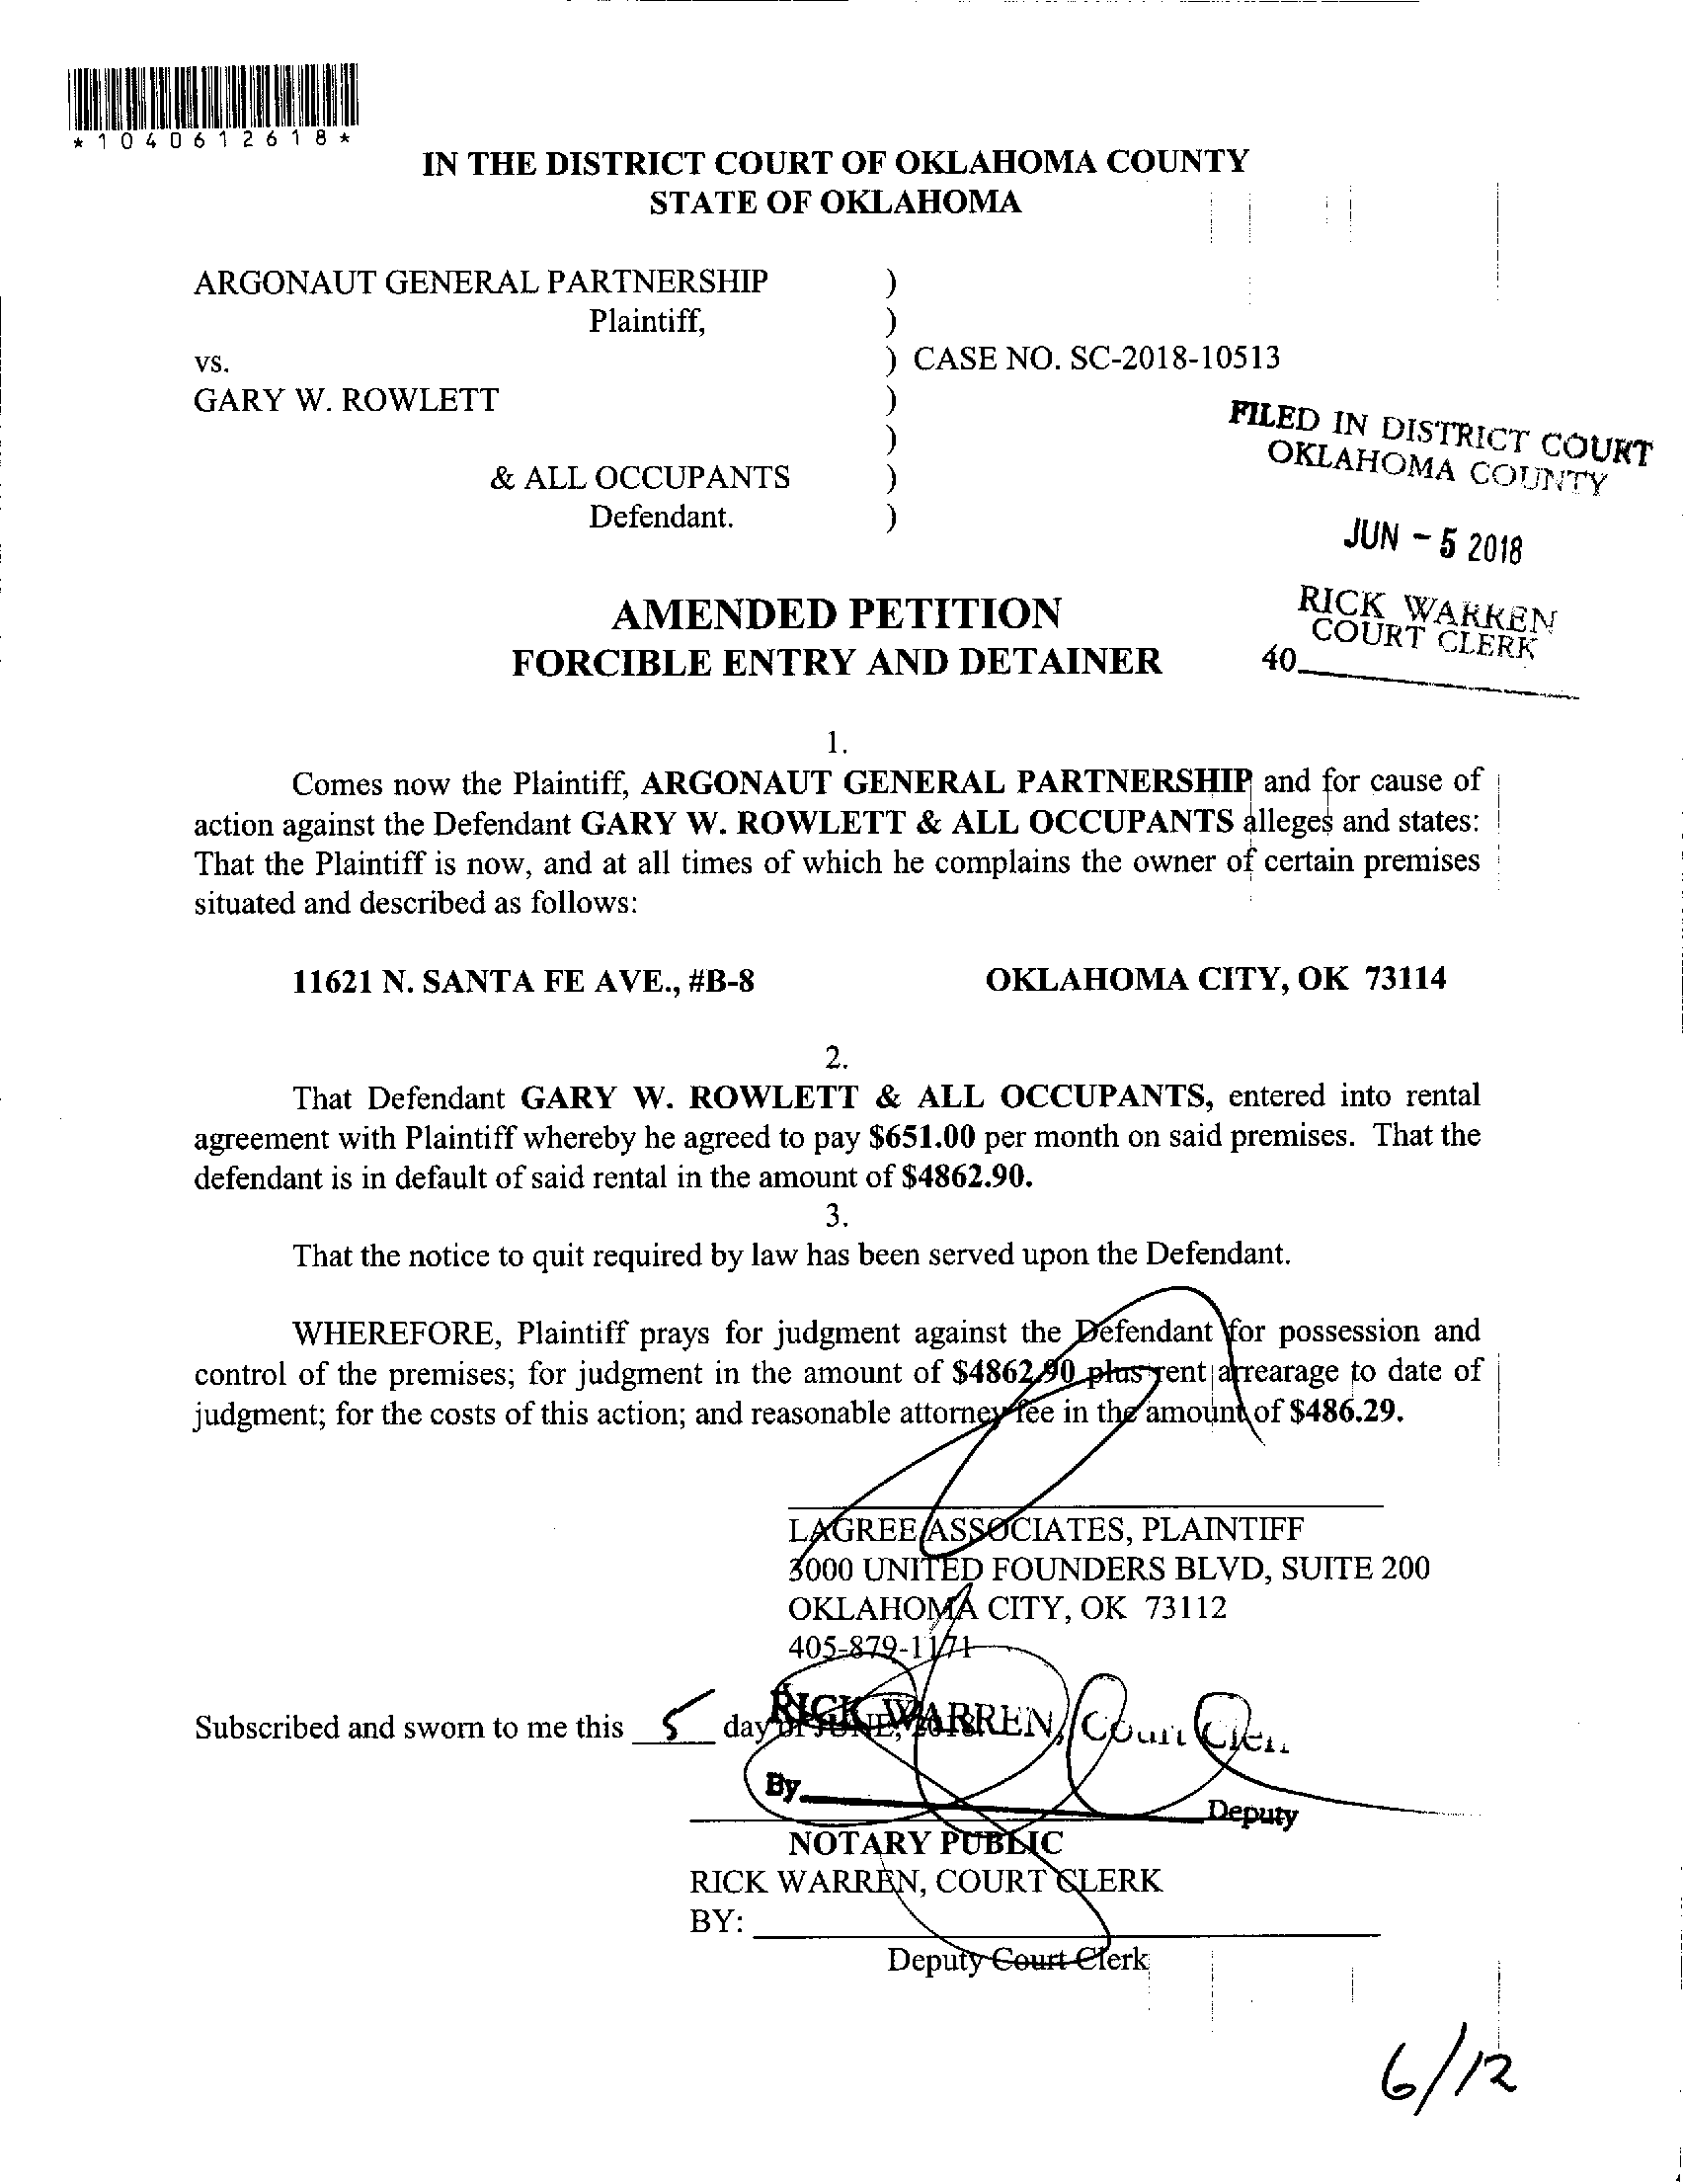 *1040612618*
IN THE DISTRICT COURT OF OKLAHOMA COUNTY
STATE OF OKLAHOMA
ARGONAUT GENERAL PARTNERSHIP )
Plaintiff, )
vs. ) CASE NO. SC-2018-10513
GARY W. ROWLETT )
)
& ALL OCCUPANTS )
Defendant. )
FILED IN DISTRICT COURT
OKLAHOMA COUNTY
JUN - 5 2018
RICK WARREN
COURT CLERK
40
AMENDED PETITION
FORCIBLE ENTRY AND DETAINER
1.
Comes now the Plaintiff, ARGONAUT GENERAL PARTNERSHIP and for cause of
action against the Defendant GARY W. ROWLETT & ALL OCCUPANTS alleges and states:
That the Plaintiff is now, and at all times of which he complains the owner of certain premises
situated and described as follows:
11621 N. SANTA FE AVE., #B-8 OKLAHOMA CITY, OK 73114
2.
That Defendant GARY W. ROWLETT & ALL OCCUPANTS, entered into rental
agreement with Plaintiff whereby he agreed to pay $651.00 per month on said premises. That the
defendant is in default of said rental in the amount of $4862.90.
3.
That the notice to quit required by law has been served upon the Defendant.
WHEREFORE, Plaintiff prays for judgment against the Defendant for possession and
control of the premises; for judgment in the amount of $4862.90 plus rent arrearage to date of
judgment; for the costs of this action; and reasonable attorney fee in the amount of $486.29.
LAGREE ASSOCIATES, PLAINTIFF
3000 UNITED FOUNDERS BLVD, SUITE 200
OKLAHOMA CITY, OK 73112
405-879-1171
Subscribed and sworn to me this 5 day of JUNE, 2018.
RICK WARREN, Court Clerk
By Deputy
NOTARY PUBLIC
RICK WARREN, COURT CLERK
BY:
Deputy Court Clerk
6/12